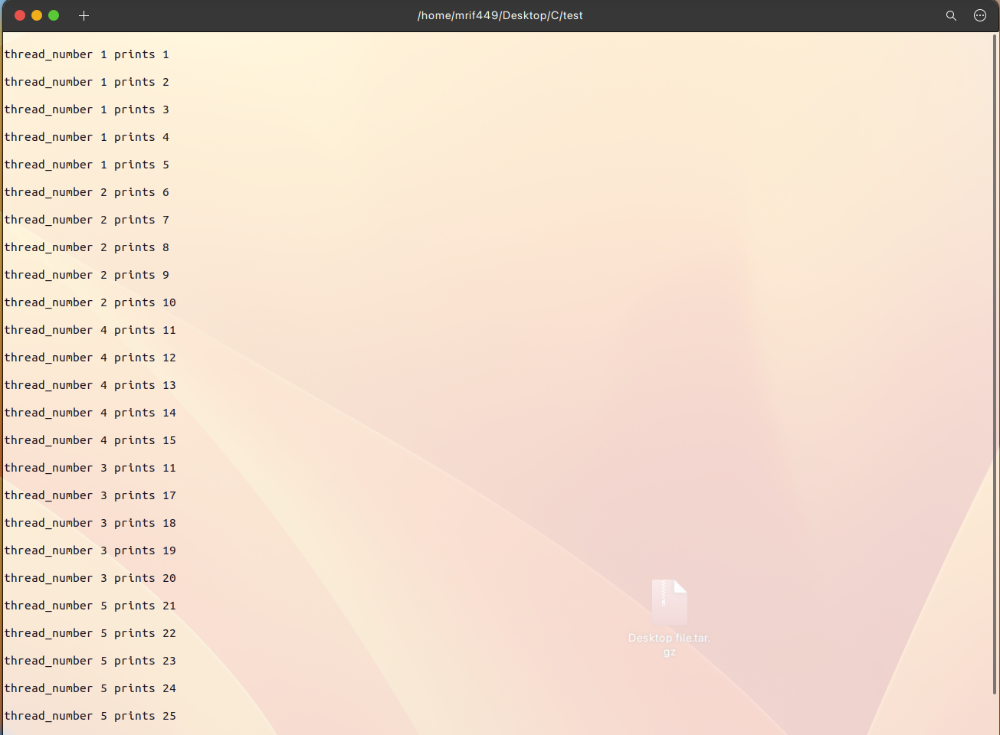 /home/mrif449/Desktop/C/test
thread_number 1 prints 1
thread_number 1 prints 2
thread_number 1 prints 3
thread_number 1 prints 4
thread_number 1 prints 5
thread_number 2 prints 6
thread_number 2 prints 7
thread_number 2 prints 8
thread_number 2 prints 9
thread_number 2 prints 10
thread_number 4 prints 11
thread_number 4 prints 12
thread_number 4 prints 13
thread_number 4 prints 14
thread_number 4 prints 15
thread_number 3 prints 11
thread_number 3 prints 17
thread_number 3 prints 18
thread_number 3 prints 19
thread_number 3 prints 20
thread_number 5 prints 21
thread_number 5 prints 22
thread_number 5 prints 23
thread_number 5 prints 24
thread_number 5 prints 25
Desktop file.tar.
gz